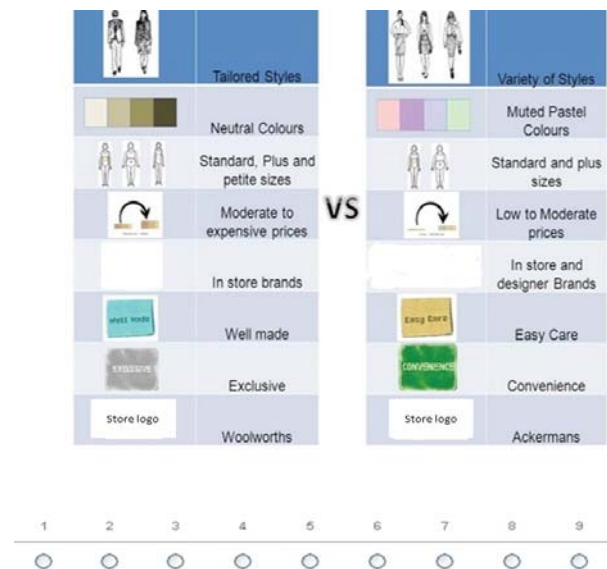 Tailored Styles
Neutral Colours
Standard, Plus and
petite sizes
Moderate to
expensive prices
In store brands
Well Made
Well made
EXCLUSIVE
Exclusive
Store logo
Woolworths
VS
Variety of Styles
Muted Pastel
Colours
Standard and plus
sizes
Low to Moderate
prices
In store and
designer Brands
Easy Care
Easy Care
CONVENIENCE
Convenience
Store logo
Ackermans
1 2 3 4 5 6 7 8 9